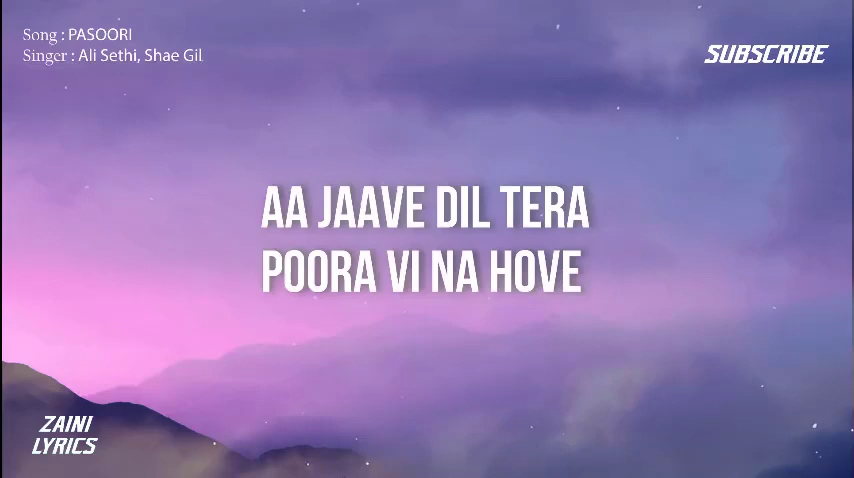 Song : PASOORI
Singer : Ali Sethi, Shae Gil
SUBSCRIBE
AA JAAVE DIL TERA
POORA VI NA HOVE
ZAINI
LYRICS